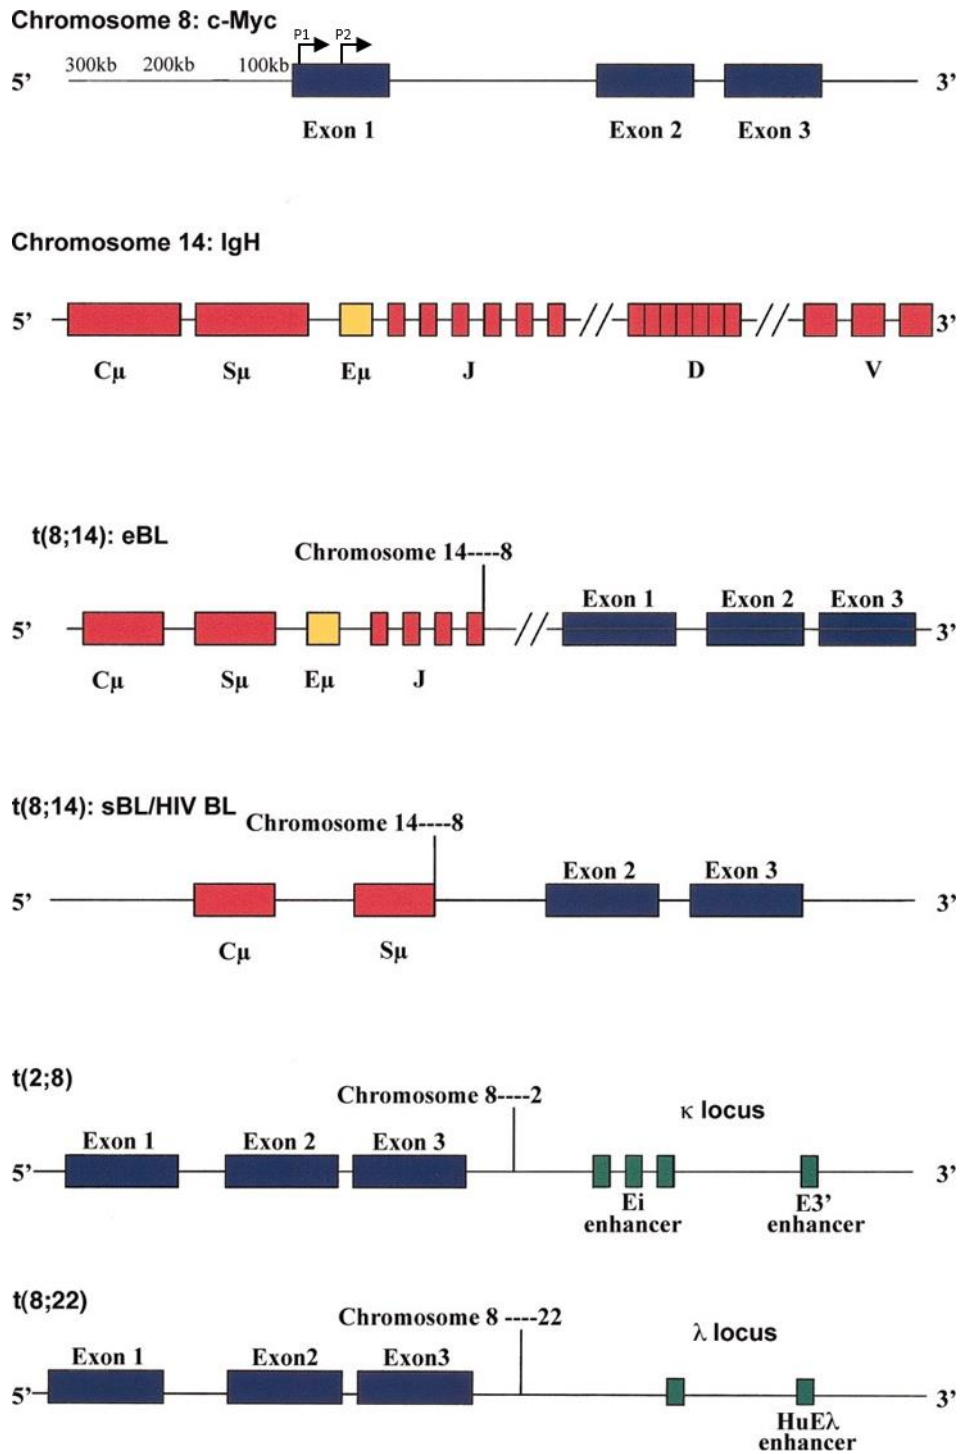 Chromosome 8: c-Myc
P1 P2
300kb 200kb 100kb
5’ 3’
Exon 1 Exon 2 Exon 3
Chromosome 14: IgH
5’ 3’
Cμ Sμ Eμ J D V
t(8;14): eBL
Chromosome 14----8
Exon 1 Exon 2 Exon 3
5’ 3’
Cμ Sμ Eμ J
t(8;14): sBL/HIV BL
Chromosome 14----8
Exon 2 Exon 3
5’ 3’
Cμ Sμ
t(2;8)
Chromosome 8----2
κ locus
Exon 1 Exon 2 Exon 3
5’ 3’
Ei E3’
enhancer enhancer
t(8;22)
Chromosome 8 ----22
λ locus
Exon 1 Exon2 Exon3
5’ 3’
HuEλ
enhancer